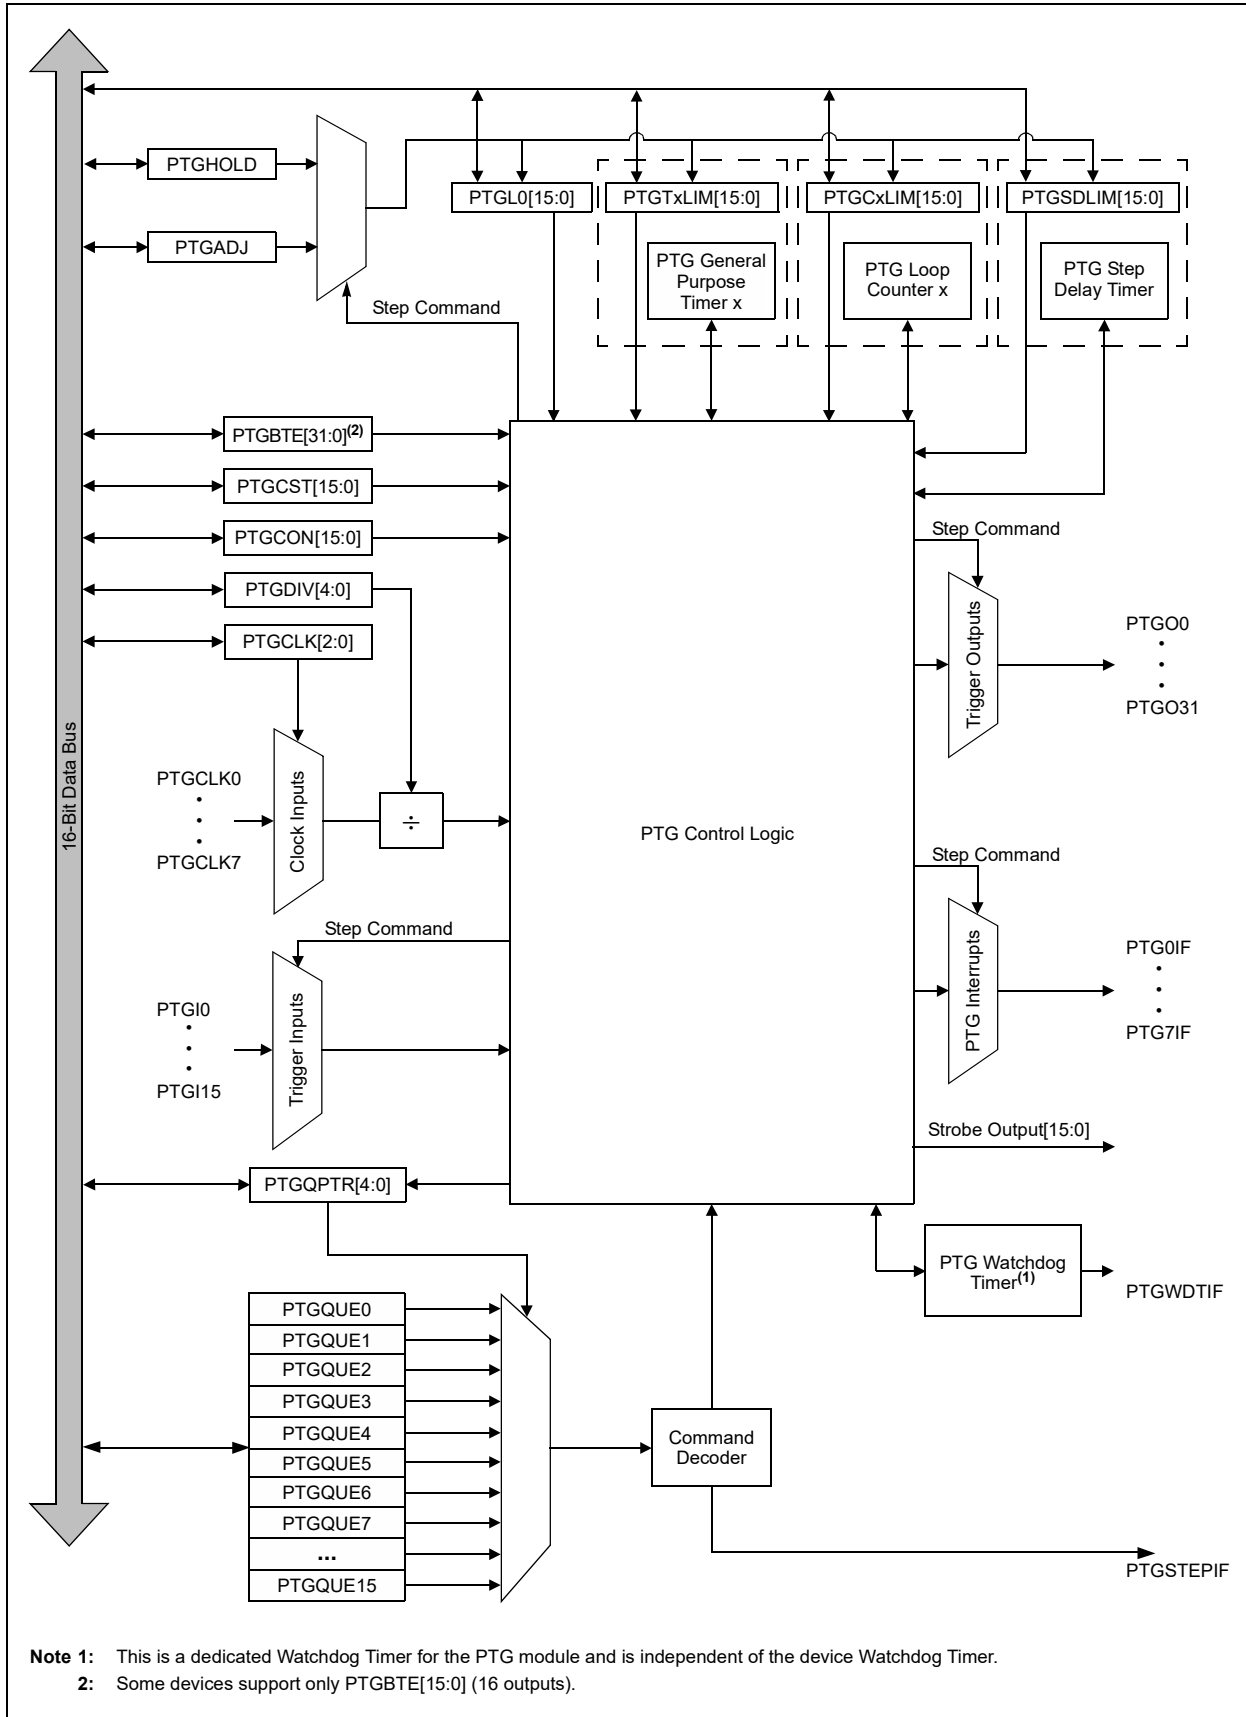 PTGHOLD
PTGL0[15:0]
PTGTxLIM[15:0]
PTGCxLIM[15:0]
PTGSDLIM[15:0]
PTGADJ
PTG General
Purpose
Timer x
PTG Loop
Counter x
PTG Step
Delay Timer
Step Command
PTGBTE[31:0](2)
PTGCST[15:0]
PTGCON[15:0]
PTGDIV[4:0]
PTGCLK[2:0]
16-Bit Data Bus
PTGCLK0
PTGCLK7
Clock Inputs
÷
PTG Control Logic
Step Command
Trigger Outputs
PTGO0
PTGO31
Step Command
PTG Interrupts
PTG0IF
PTG7IF
Step Command
PTGI0
PTGI15
Trigger Inputs
Strobe Output[15:0]
PTGQPTR[4:0]
PTG Watchdog
Timer(1)
PTGWDTIF
PTGQUE0
PTGQUE1
PTGQUE2
PTGQUE3
PTGQUE4
PTGQUE5
PTGQUE6
PTGQUE7
...
PTGQUE15
Command
Decoder
PTGSTEPIF
Note 1: This is a dedicated Watchdog Timer for the PTG module and is independent of the device Watchdog Timer.
2: Some devices support only PTGBTE[15:0] (16 outputs).